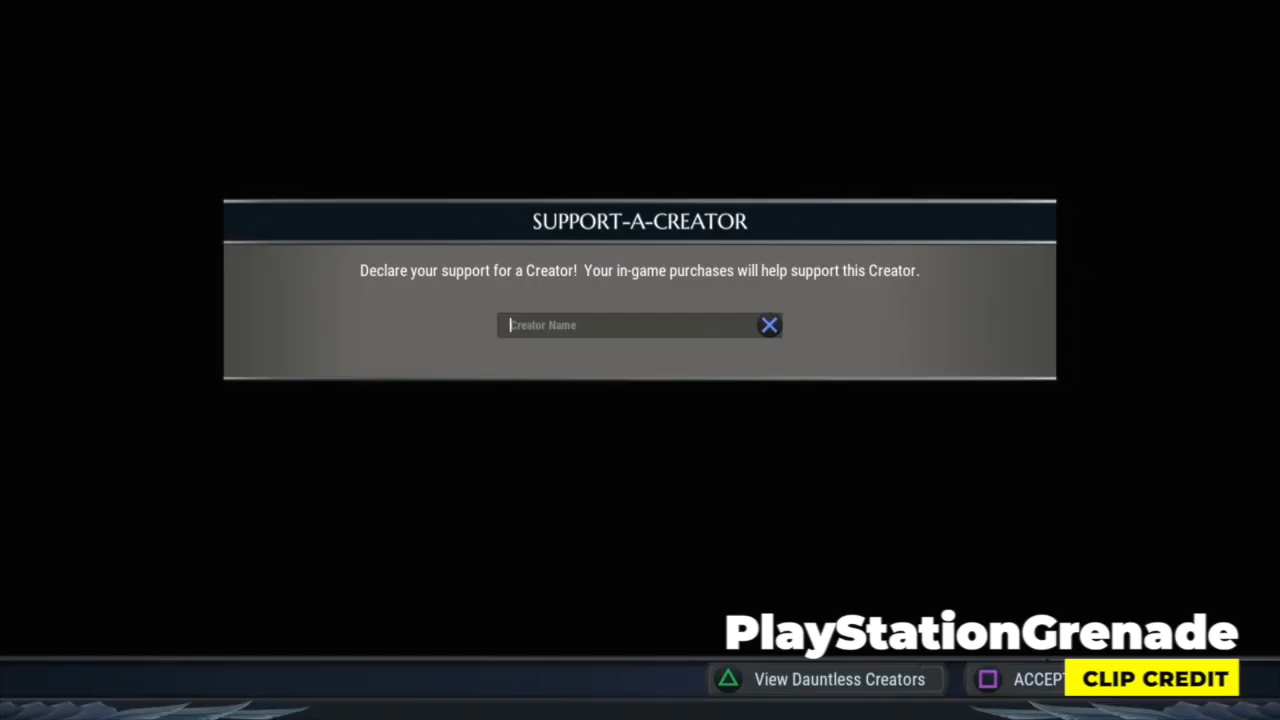 SUPPORT-A-CREATOR
Declare your support for a Creator! Your in-game purchases will help support this Creator.
Creator Name
PlayStationGrenade
View Dauntless Creators
ACCEP
CLIP CREDIT